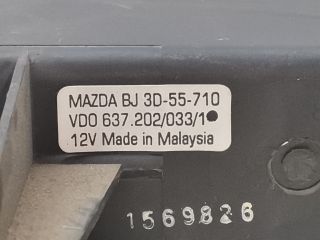 MAZDA BJ 3D-55-710
VDO 637.202/033/1
12V Made in Malaysia
1569826